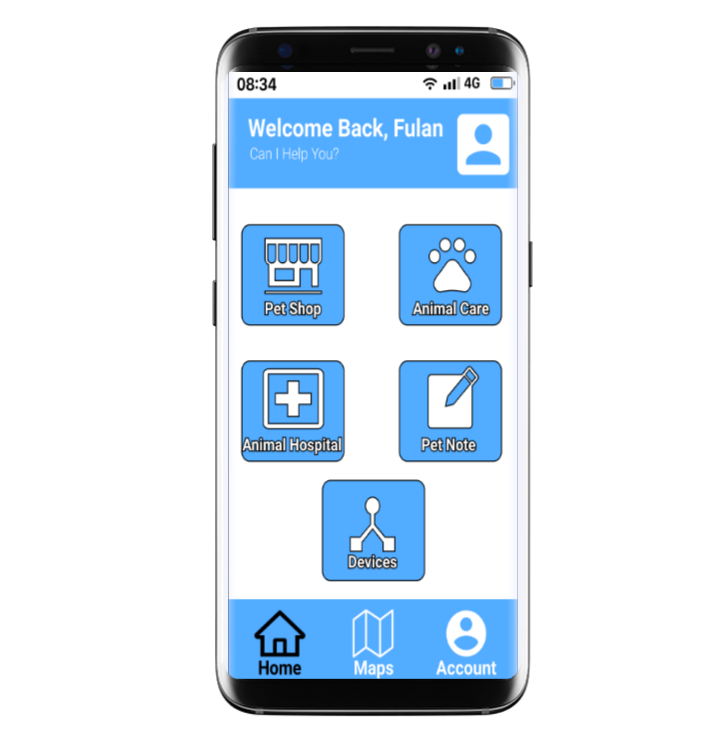 08:34
4G
Welcome Back, Fulan
Can I Help You?
Pet Shop
Animal Care
Animal Hospital
Pet Note
Devices
Home
Maps
Account